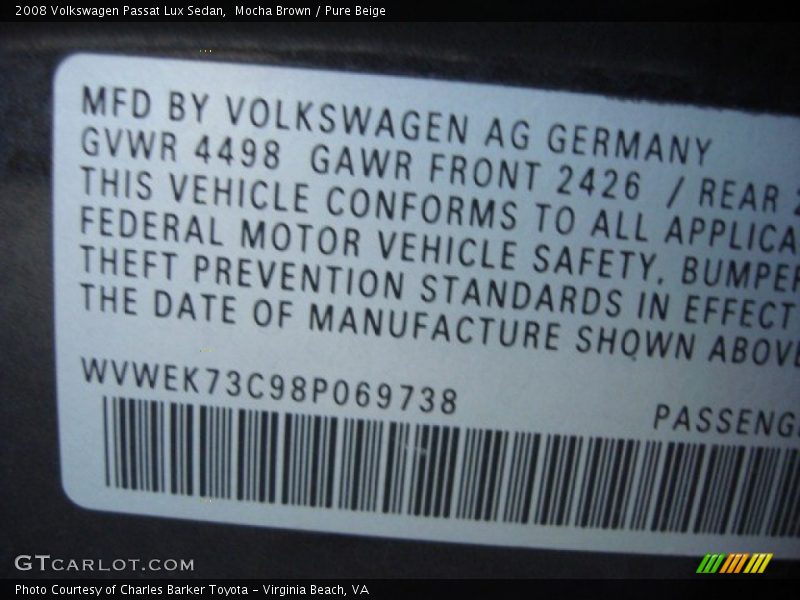 2008 Volkswagen Passat Lux Sedan,  Mocha Brown / Pure Beige
MFD BY VOLKSWAGEN AG GERMANY
GVWR 4498 GAWR FRONT 2426 / REAR 2
THIS VEHICLE CONFORMS TO ALL APPLICA
FEDERAL MOTOR VEHICLE SAFETY, BUMPER
THEFT PREVENTION STANDARDS IN EFFECT
THE DATE OF MANUFACTURE SHOWN ABOVE
WVWEK73C98P069738
PASSENG
GTCARLOT.COM
Photo Courtesy of Charles Barker Toyota - Virginia Beach, VA